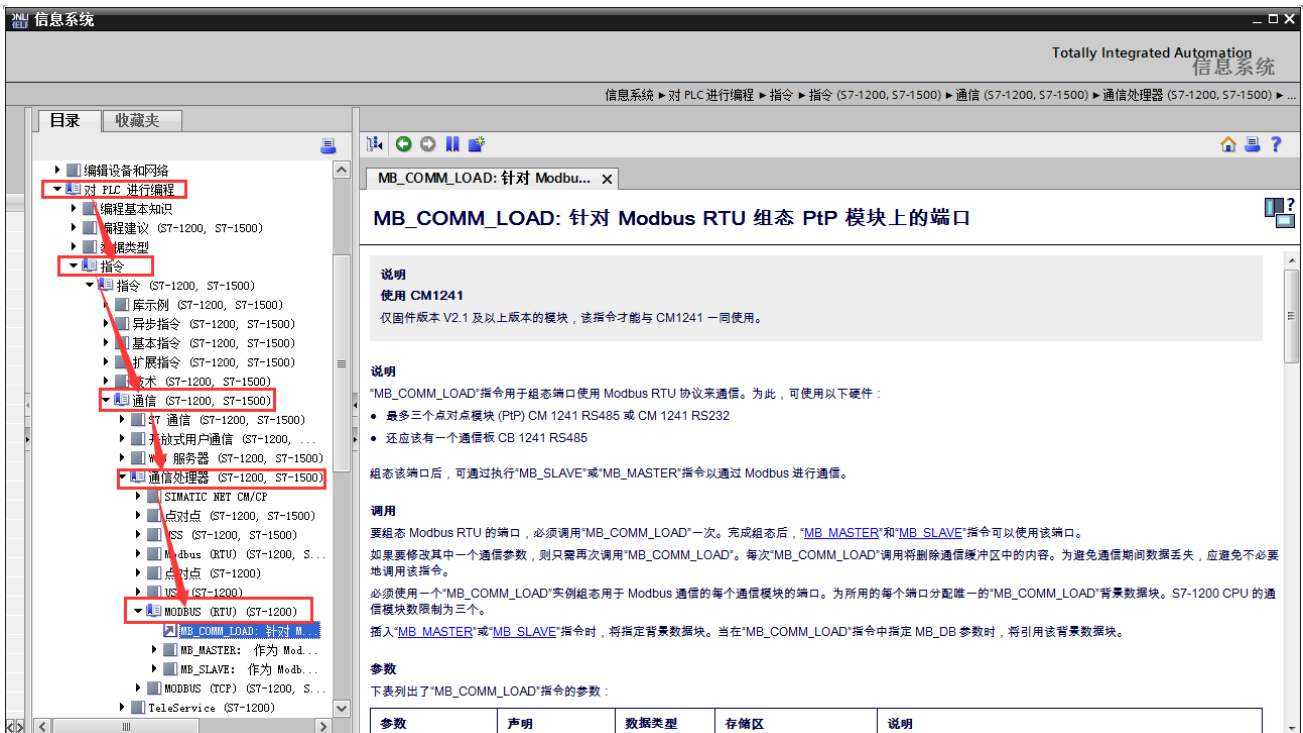 信息系统
Totally Integrated Automation
信息系统
信息系统 ▸ 对 PLC 进行编程 ▸ 指令 ▸ 指令 (S7-1200, S7-1500) ▸ 通信 (S7-1200, S7-1500) ▸ 通信处理器 (S7-1200, S7-1500) ▸ ...
目录
收藏夹
编辑设备和网络
对 PLC 进行编程
编程基本知识
编程建议 (S7-1200, S7-1500)
数据类型
指令
指令 (S7-1200, S7-1500)
库示例 (S7-1200, S7-1500)
异步指令 (S7-1200, S7-1500)
基本指令 (S7-1200, S7-1500)
扩展指令 (S7-1200, S7-1500)
技术 (S7-1200, S7-1500)
通信 (S7-1200, S7-1500)
S7 通信 (S7-1200, S7-1500)
开放式用户通信 (S7-1200, ...
WEB 服务器 (S7-1200, S7-1500)
通信处理器 (S7-1200, S7-1500)
SIMATIC NET CM/CP
点对点 (S7-1200, S7-1500)
USS (S7-1200, S7-1500)
Modbus (RTU) (S7-1200, S...
点对点 (S7-1200)
USS (S7-1200)
MODBUS (RTU) (S7-1200)
MB_COMM_LOAD: 针对 M...
MB_MASTER: 作为 Mod...
MB_SLAVE: 作为 Modb...
MODBUS (TCP) (S7-1200, S...
TeleService (S7-1200)
MB_COMM_LOAD: 针对 Modbu... x
MB_COMM_LOAD: 针对 Modbus RTU 组态 PtP 模块上的端口
说明
使用 CM1241
仅固件版本 V2.1 及以上版本的模块，该指令才能与 CM1241 一同使用。
说明
“MB_COMM_LOAD”指令用于组态端口使用 Modbus RTU 协议来通信。为此，可使用以下硬件：
• 最多三个点对点模块 (PtP) CM 1241 RS485 或 CM 1241 RS232
• 还应该有一个通信板 CB 1241 RS485
组态该端口后，可通过执行“MB_SLAVE”或“MB_MASTER”指令以通过 Modbus 进行通信。
调用
要组态 Modbus RTU 的端口，必须调用“MB_COMM_LOAD”一次。完成组态后，“MB_MASTER”和“MB_SLAVE”指令可以使用该端口。
如果要修改其中一个通信参数，则只需再次调用“MB_COMM_LOAD”。每次“MB_COMM_LOAD”调用将删除通信缓冲区中的内容。为避免通信期间数据丢失，应避免不必要
地调用该指令。
必须使用一个“MB_COMM_LOAD”实例组态用于 Modbus 通信的每个通信模块的端口。为所用的每个端口分配唯一的“MB_COMM_LOAD”背景数据块。S7-1200 CPU 的通
信模块数限制为三个。
插入“MB_MASTER”或“MB_SLAVE”指令时，将指定背景数据块。当在“MB_COMM_LOAD”指令中指定 MB_DB 参数时，将引用该背景数据块。
参数
下表列出了“MB_COMM_LOAD”指令的参数：
参数 声明 数据类型 存储区 说明